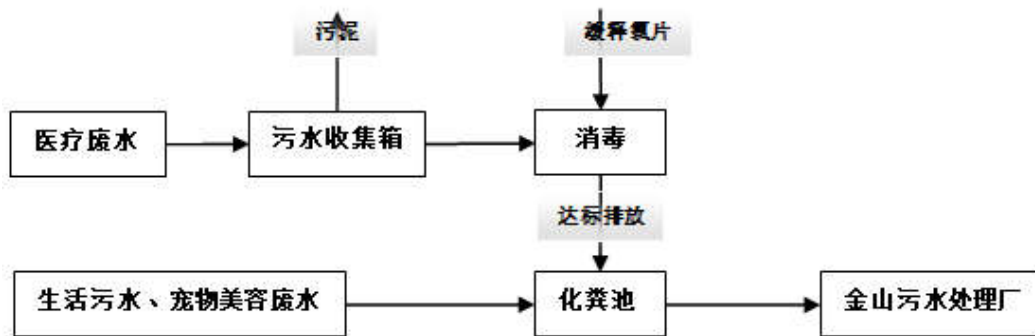 污泥
缓释氯片
医疗废水
污水收集箱
消毒
达标排放
生活污水、宠物美容废水
化粪池
金山污水处理厂